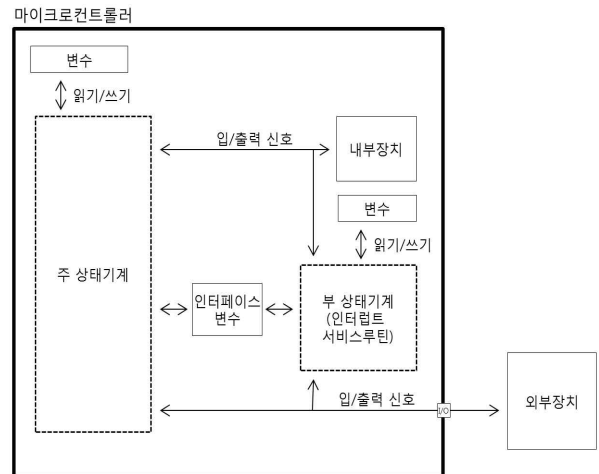 마이크로컨트롤러
변수
읽기/쓰기
입/출력 신호
내부장치
변수
읽기/쓰기
주 상태기계
인터페이스
변수
부 상태기계
(인터럽트
서비스루틴)
입/출력 신호
I/O
외부장치